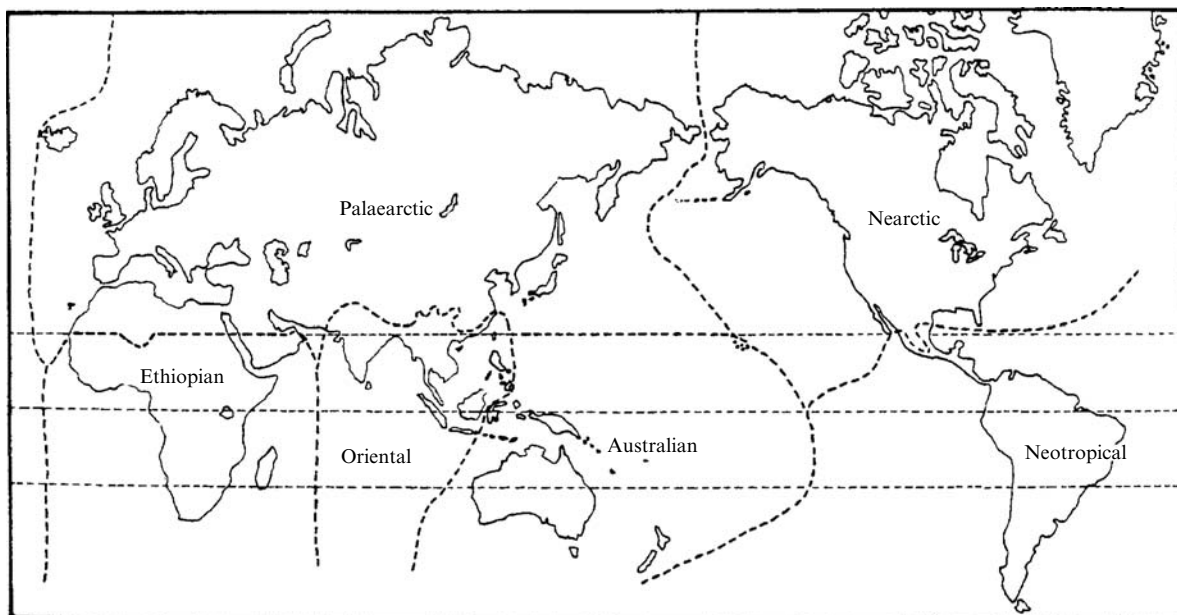 Palaearctic
Nearctic
Ethiopian
Oriental
Australian
Neotropical